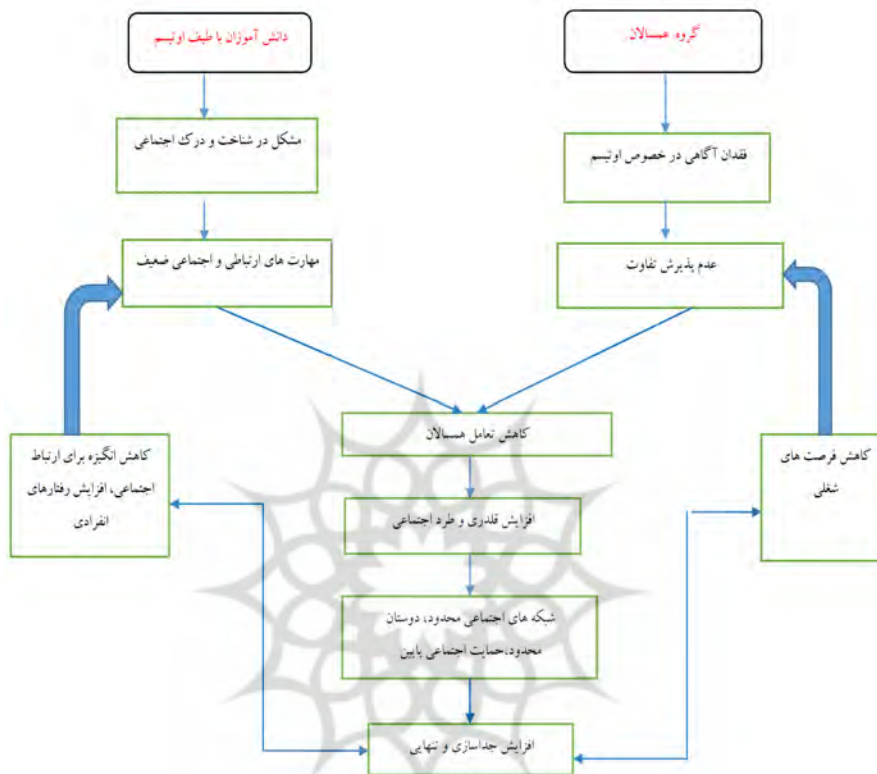 گروه همسالان
دانش آموزان با طیف اوتیسم
فقدان آگاهی در خصوص اوتیسم
مشکل در شناخت و درک اجتماعی
عدم پذیرش تفاوت
مهارت های ارتباطی و اجتماعی ضعیف
کاهش تعامل همسالان
کاهش فرصت های
شغلی
کاهش انگیزه برای ارتباط
اجتماعی، افزایش رفتارهای
انفرادی
افزایش قلدری و طرد اجتماعی
شبکه های اجتماعی محدود، دوستان
محدود،حمایت اجتماعی پایین
افزایش جداسازی و تنهایی